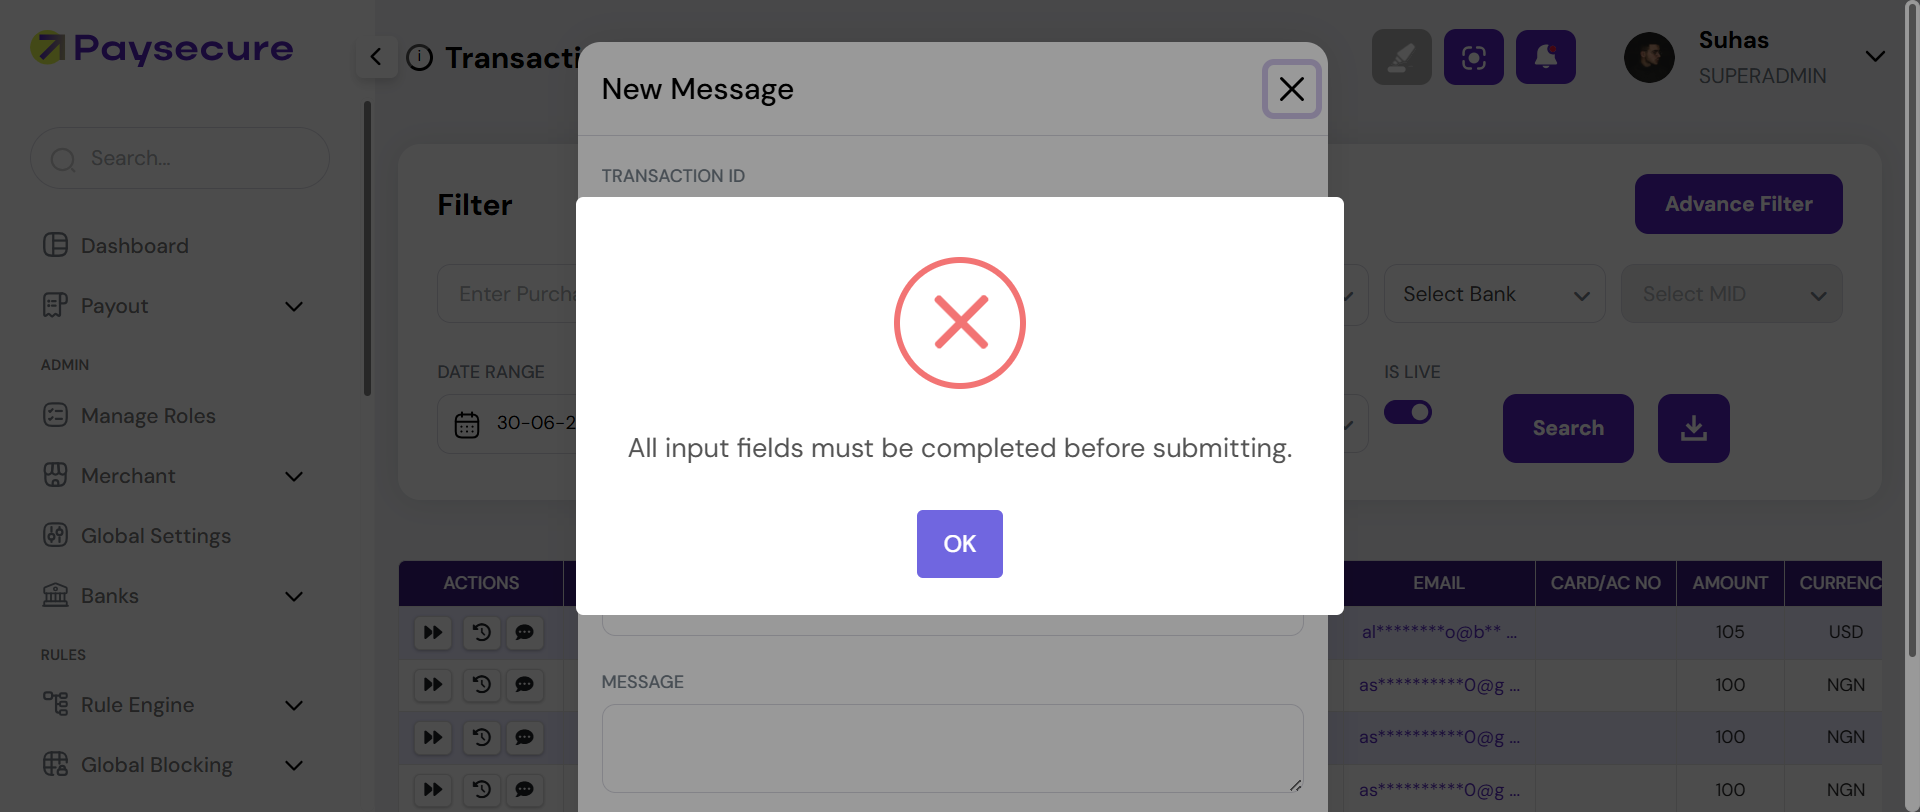 Paysecure
Transacti
Suhas
SUPERADMIN
New Message
Search...
TRANSACTION ID
Filter
Advance Filter
Dashboard
Enter Purcha
Select Bank
Select MID
Payout
ADMIN
DATE RANGE
IS LIVE
Manage Roles
30-06-2
Search
All input fields must be completed before submitting.
Merchant
Global Settings
OK
Banks
ACTIONS
EMAIL
CARD/AC NO
AMOUNT
CURRENC
al********o@b** ...
105
USD
RULES
MESSAGE
as**********0@g ...
100
NGN
Rule Engine
as**********0@g ...
100
NGN
Global Blocking
as**********0@g ...
100
NGN